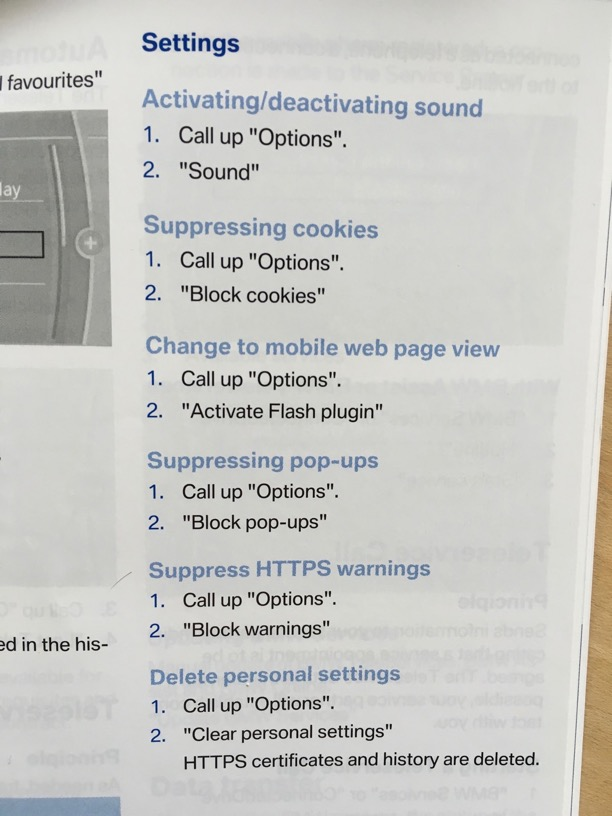 favourites"
lay
ed in the his-
Settings
Activating/deactivating sound
1. Call up "Options".
2. "Sound"
Suppressing cookies
1. Call up "Options".
2. "Block cookies"
Change to mobile web page view
1. Call up "Options".
2. "Activate Flash plugin"
Suppressing pop-ups
1. Call up "Options".
2. "Block pop-ups"
Suppress HTTPS warnings
1. Call up "Options".
2. "Block warnings"
Delete personal settings
1. Call up "Options".
2. "Clear personal settings"
HTTPS certificates and history are deleted.